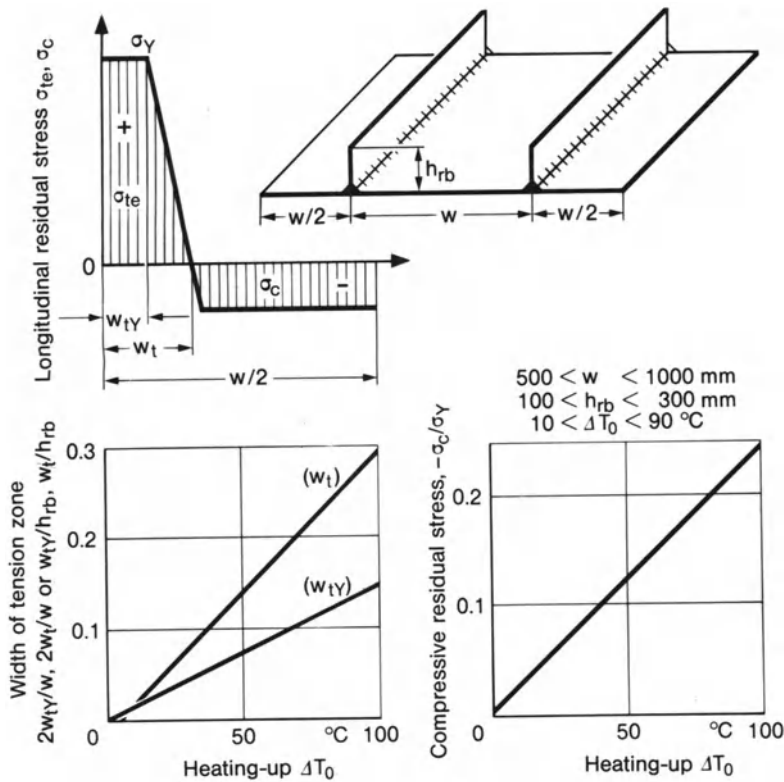 Longitudinal residual stress σte, σc
σY
+
σte
0
σc
-
wtY
wt
w/2
hrb
w/2
w
w/2
500 < w < 1000 mm
100 < hrb < 300 mm
10 < ΔT0 < 90 °C
Width of tension zone
2wtY/w, 2wt/w or wtY/hrb, wt/hrb
0.3
0.2
0.1
0
(wt)
(wtY)
50
°C
100
Heating-up ΔT0
Compressive residual stress, -σc/σY
0.2
0.1
0
50
°C
100
Heating-up ΔT0